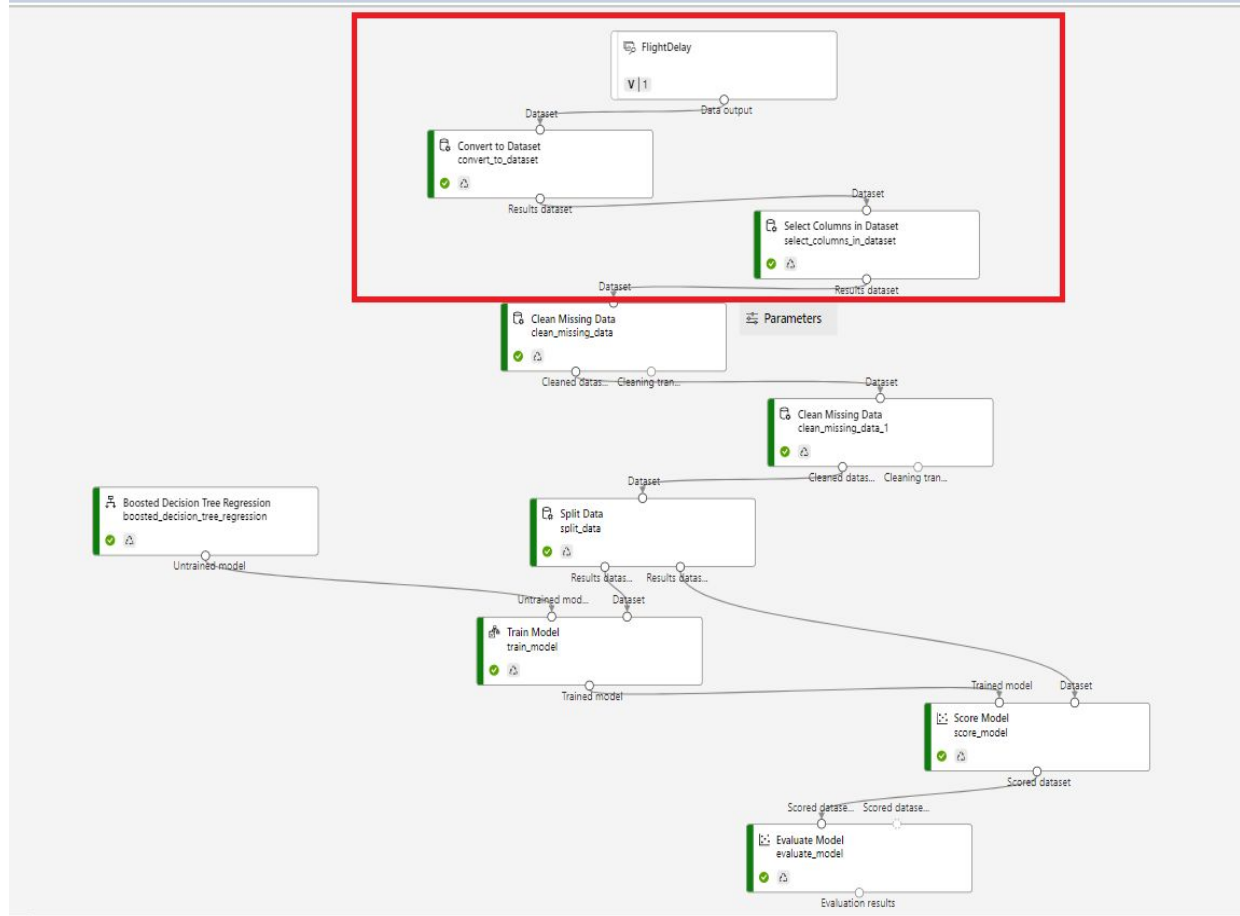 FlightDelay
V | 1
Data output
Dataset
Convert to Dataset
convert_to_dataset
Results dataset
Dataset
Select Columns in Dataset
select_columns_in_dataset
Results dataset
Dataset
Clean Missing Data
clean_missing_data
Parameters
Cleaned datas... Cleaning tran...
Dataset
Clean Missing Data
clean_missing_data_1
Cleaned datas... Cleaning tran...
Dataset
Boosted Decision Tree Regression
boosted_decision_tree_regression
Untrained model
Split Data
split_data
Results datas... Results datas...
Untrained mod... Dataset
Train Model
train_model
Trained model
Trained model Dataset
Score Model
score_model
Scored dataset
Scored datase... Scored datase...
Evaluate Model
evaluate_model
Evaluation results